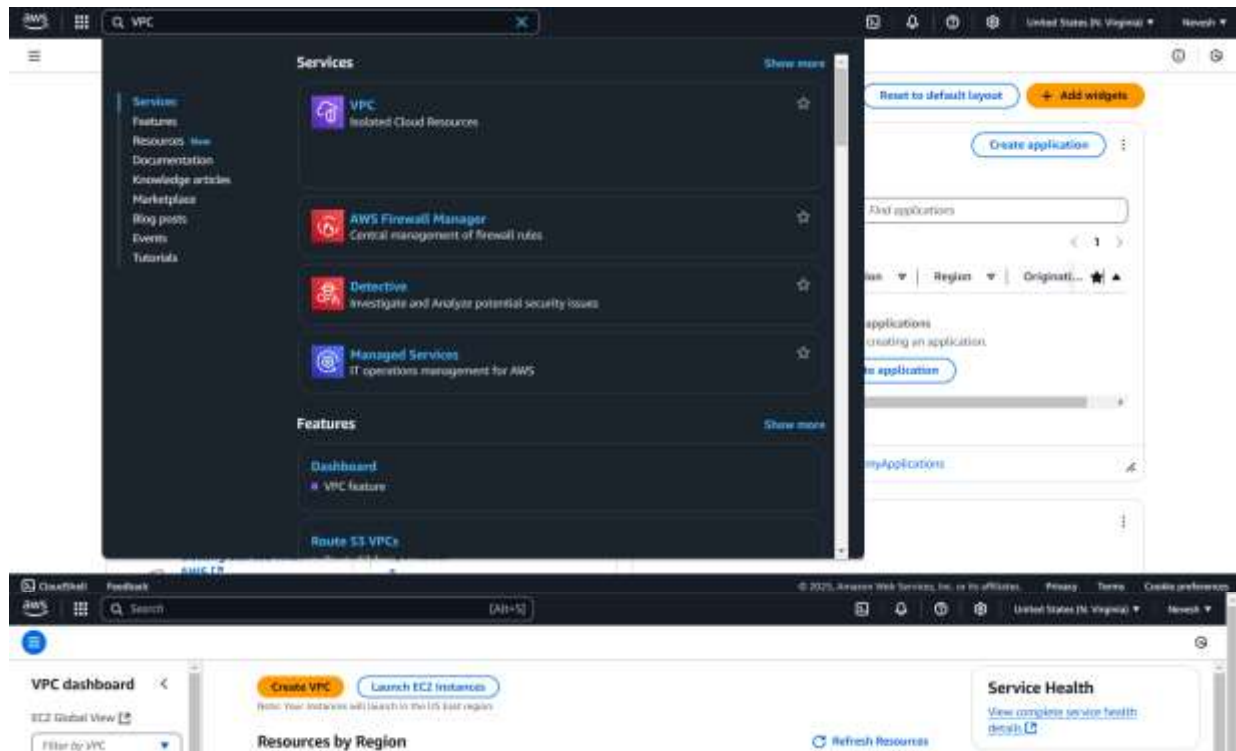 aws
VPC
United States (N. Virginia)
Nevesh
Services
Show more
Services
Features
Resources New
Documentation
Knowledge articles
Marketplace
Blog posts
Events
Tutorials
VPC
Isolated Cloud Resources
AWS Firewall Manager
Central management of firewall rules
Detective
Investigate and Analyze potential security issues
Managed Services
IT operations management for AWS
Features
Show more
Dashboard
VPC feature
Route 53 VPCs
Reset to default layout
+ Add widgets
Create application
Find applications
1
Region
Originati...
applications
creating an application.
application
myApplications
AWS
CloudShell
Feedback
© 2025, Amazon Web Services, Inc. or its affiliates.
Privacy
Terms
Cookie preferences
aws
Search
[Alt+S]
United States (N. Virginia)
Nevesh
VPC dashboard
EC2 Global View
Filter by VPC
Create VPC
Launch EC2 Instances
Note: Your Instances will launch in the US East region.
Resources by Region
Refresh Resources
Service Health
View complete service health
details